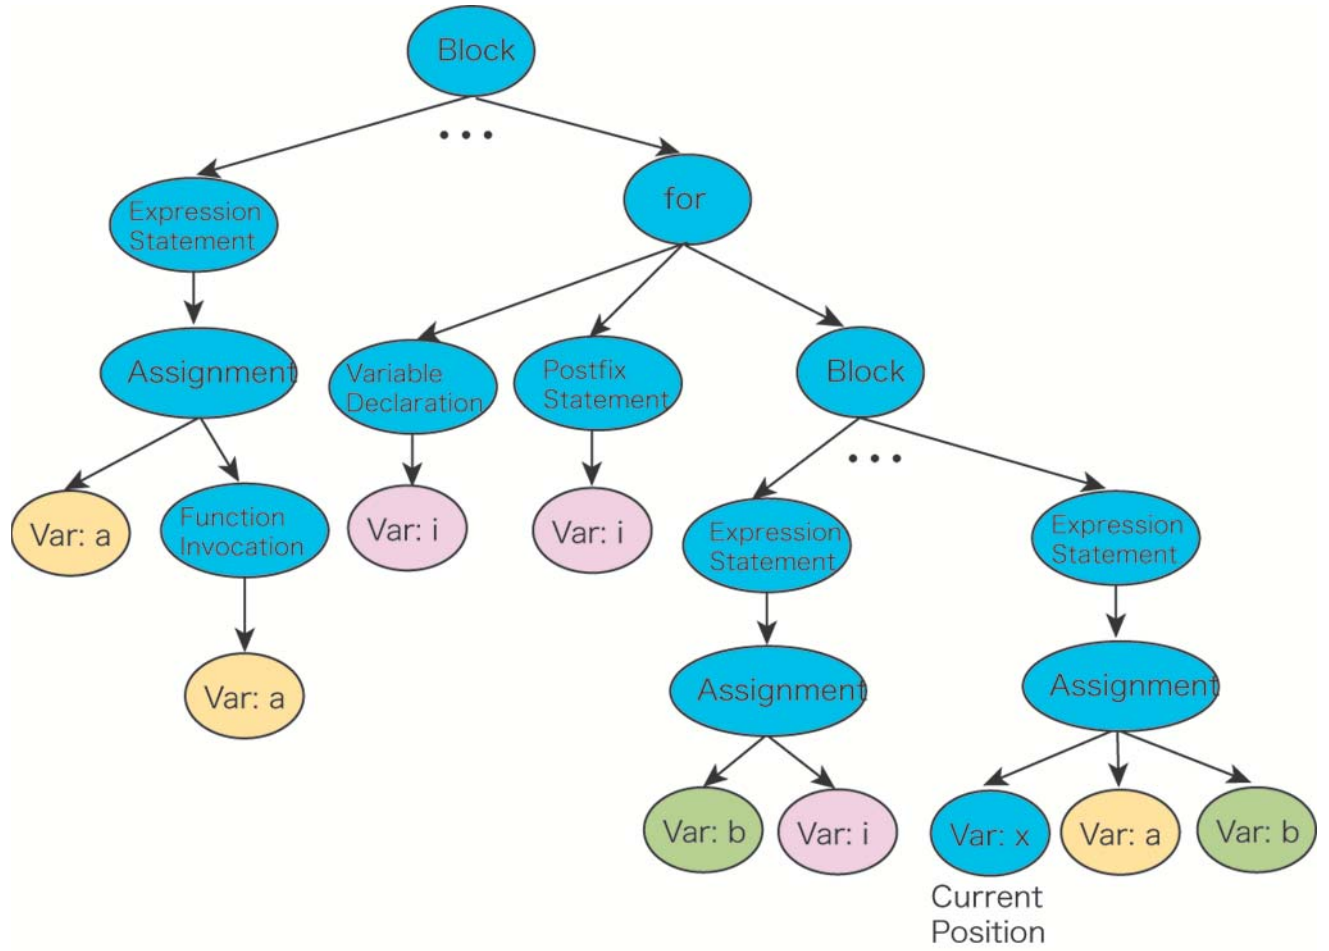 Block
• • •
for
Expression
Statement
Assignment
Variable
Declaration
Postfix
Statement
Block
• • •
Var: a
Function
Invocation
Var: i
Var: i
Expression
Statement
Expression
Statement
Var: a
Assignment
Assignment
Var: b
Var: i
Var: x
Var: a
Var: b
Current
Position